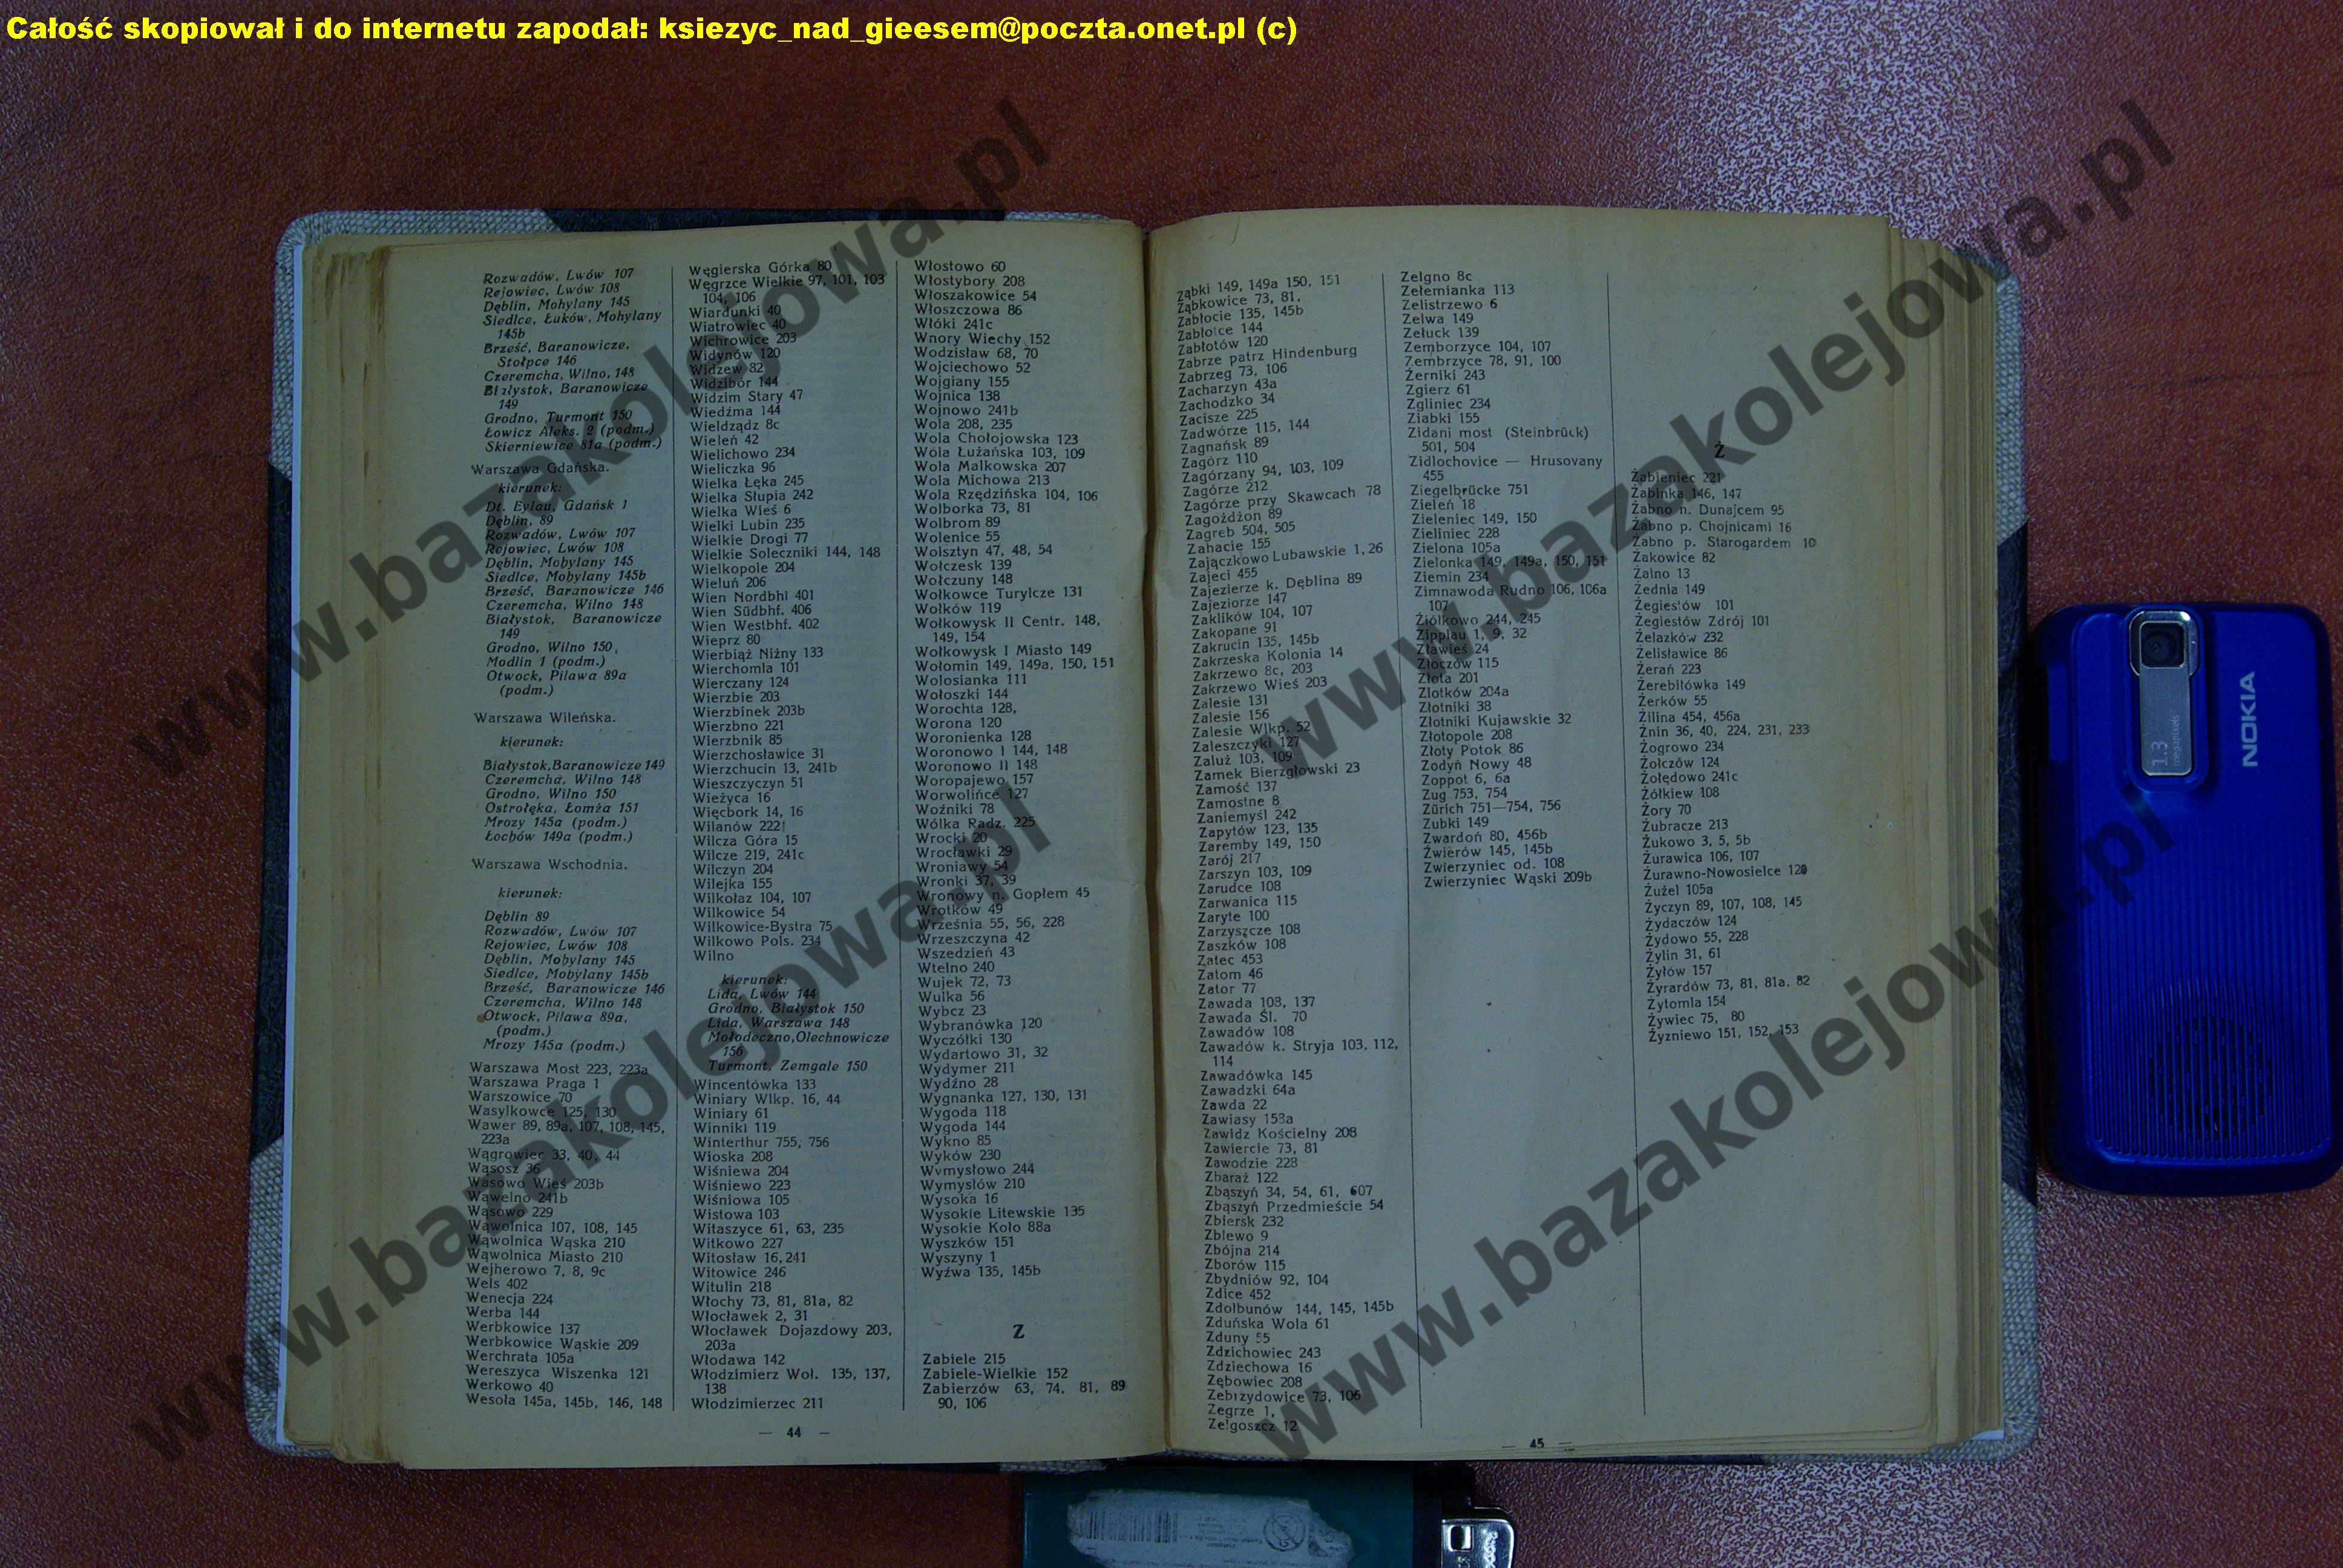 Całość skopiował i do internetu zapodał: ksiezyc_nad_gieesem@poczta.onet.pl (c)
Rozwadów, Lwów 107
Rejowiec, Lwów 108
Dęblin, Mohylany 145
Siedlce, Łuków, Mohylany
145b
Brześć, Baranowicze,
Stołpce 146
Czeremcha, Wilno, 148
Białystok, Baranowicze
149
Grodno, Turmont 150
Łowicz Aleks. 2 (podm.)
Skierniewice 81a (podm.)
Warszawa Gdańska.
kierunek:
Dt. Eylau, Gdańsk 1
Dęblin, 89
Rozwadów, Lwów 107
Rejowiec, Lwów 108
Dęblin, Mohylany 145
Siedlce, Mohylany 145b
Brześć, Baranowicze 146
Czeremcha, Wilno 148
Białystok, Baranowicze
149
Grodno, Wilno 150,
Modlin 1 (podm.)
Otwock, Pilawa 89a
(podm.)
Warszawa Wileńska.
kierunek:
Białystok, Baranowicze 149
Czeremcha, Wilno 148
Grodno, Wilno 150
Ostrołęka, Łomża 151
Mrozy 145a (podm.)
Łochów 149a (podm.)
Warszawa Wschodnia.
kierunek:
Dęblin 89
Rozwadów, Lwów 107
Rejowiec, Lwów 108
Dęblin, Mohylany 145
Siedlce, Mohylany 145b
Brześć, Baranowicze 146
Czeremcha, Wilno 148
Otwock, Pilawa 89a,
(podm.)
Mrozy 145a (podm.)
Warszawa Most 223, 223a
Warszawa Praga 1
Warszowice 70
Wasylkowce 125, 130
Wawer 89, 89a, 107, 108, 145,
223a
Wągrowiec 33, 40, 44
Wąsosz 36
Wąsowo Wieś 203b
Wąwelno 241b
Wąsowo 229
Wąwolnica 107, 108, 145
Wąwolnica Wąska 210
Wąwolnica Miasto 210
Wejherowo 7, 8, 9c
Wels 402
Wenecja 224
Werba 144
Werbkowice 137
Werbkowice Wąskie 209
Werchrata 105a
Wereszyca Wiszenka 121
Werkowo 40
Wesoła 145a, 145b, 146, 148
Węgierska Górka 80
Węgrzce Wielkie 97, 101, 103
104, 106
Wiardunki 40
Wiatrowiec 40
Wichrowice 203
Widynów 120
Widzew 82
Widzibór 144
Widzim Stary 47
Wiedźma 144
Wieldządz 8c
Wieleń 42
Wielichowo 234
Wieliczka 96
Wielka Łęka 245
Wielka Słupia 242
Wielka Wieś 6
Wielki Lubin 235
Wielkie Drogi 77
Wielkie Soleczniki 144, 148
Wielkopole 204
Wieluń 206
Wien Nordbhl 401
Wien Südbhf. 406
Wien Westbhf. 402
Wieprz 80
Wierbiąż Niżny 133
Wierchomla 101
Wierczany 124
Wierzbie 203
Wierzbinek 203b
Wierzbno 221
Wierzbnik 85
Wierzchosławice 31
Wierzchucin 13, 241b
Wieszczyczyn 51
Wieżyca 16
Więcbork 14, 16
Wilanów 222
Wilcza Góra 15
Wilcze 219, 241c
Wilczyn 204
Wilejka 155
Wilkołaz 104, 107
Wilkowice 54
Wilkowice-Bystra 75
Wilkowo Pols. 234
Wilno
kierunek:
Lida, Lwów 144
Grodno, Białystok 150
Lida, Warszawa 148
Mołodeczno, Olechnowicze
156
Turmont, Zemgale 150
Wincentówka 133
Winiary Wlkp. 16, 44
Winiary 61
Winniki 119
Winterthur 755, 756
Wioska 208
Wiśniewa 204
Wiśniewo 223
Wiśniowa 105
Wistowa 103
Witaszyce 61, 63, 235
Witkowo 227
Witosław 16, 241
Witowice 246
Witulin 218
Włochy 73, 81, 81a, 82
Włocławek 2, 31
Włocławek Dojazdowy 203,
203a
Włodawa 142
Włodzimierz Woł. 135, 137,
138
Włodzimierzec 211
— 44 —
Włostowo 60
Włostybory 208
Włoszakowice 54
Włoszczowa 86
Włóki 241c
Wnory Wiechy 152
Wodzisław 68, 70
Wojciechowo 52
Wojgiany 155
Wojnica 138
Wojnowo 241b
Wola 208, 235
Wola Chołojowska 123
Wola Łużańska 103, 109
Wola Malkowska 207
Wola Michowa 213
Wola Rzędzińska 104, 106
Wolborka 73, 81
Wolbrom 89
Wolenice 55
Wolsztyn 47, 48, 54
Wołczesk 139
Wołczuny 148
Wołkowce Turylcze 131
Wołków 119
Wołkowysk II Centr. 148,
149, 154
Wołkowysk I Miasto 149
Wołomin 149, 149a, 150, 151
Wolosianka 111
Wołoszki 144
Worochta 128,
Worona 120
Woronienka 128
Woronowo I 144, 148
Woronowo II 148
Woropajewo 157
Worwolińce 127
Woźniki 78
Wólka Radz. 225
Wrocki 20
Wrocławki 29
Wroniawy 54
Wronki 37, 39
Wronowy n. Gopłem 45
Wrotków 49
Września 55, 56, 228
Wrzeszczyna 42
Wszedzień 43
Wtelno 240
Wujek 72, 73
Wulka 56
Wybcz 23
Wybranówka 120
Wyczółki 130
Wydartowo 31, 32
Wydymer 211
Wydźno 28
Wygnanka 127, 130, 131
Wygoda 118
Wygoda 144
Wykno 85
Wyków 230
Wymysłowo 244
Wymysłów 210
Wysoka 16
Wysokie Litewskie 135
Wysokie Koło 88a
Wyszków 151
Wyszyny 1
Wyźwa 135, 145b
Z
Zabiele 215
Zabiele-Wielkie 152
Zabierzów 63, 74, 81, 89
90, 106
Ząbki 149, 149a 150, 151
Ząbkowice 73, 81,
Zabłocie 135, 145b
Zabłotce 144
Zabłotów 120
Zabrze patrz Hindenburg
Zabrzeg 73, 106
Zacharzyn 43a
Zachodzko 34
Zacisze 225
Zadwórze 115, 144
Zagnańsk 89
Zagórz 110
Zagórzany 94, 103, 109
Zagórze 212
Zagórze przy Skawcach 78
Zagożdżon 89
Zagreb 504, 505
Zahacie 155
Zajączkowo Lubawskie 1, 26
Zajeci 455
Zajezierze k. Dęblina 89
Zajeziorze 147
Zaklików 104, 107
Zakopane 91
Zakrucin 135, 145b
Zakrzeska Kolonia 14
Zakrzewo 8c, 203
Zakrzewo Wieś 203
Zalesie 131
Zalesie 156
Zalesie Wlkp. 52
Zaleszczyki 127
Załuż 103, 109
Zamek Bierzgłowski 23
Zamość 137
Zamostne 8
Zaniemyśl 242
Zapytów 123, 135
Zaremby 149, 150
Zarój 217
Zarszyn 103, 109
Zarudce 108
Zarwanica 115
Zaryte 100
Zarzyszcze 108
Zaszków 108
Zatec 453
Zatom 46
Zator 77
Zawada 108, 137
Zawada Śl. 70
Zawadów 108
Zawadów k. Stryja 103, 112,
114
Zawadówka 145
Zawadzki 64a
Zawda 22
Zawiasy 158a
Zawidz Kościelny 208
Zawiercie 73, 81
Zawodzie 228
Zbaraż 122
Zbąszyń 34, 54, 61, 607
Zbąszyń Przedmieście 54
Zbiersk 232
Zblewo 9
Zbójna 214
Zborów 115
Zbydniów 92, 104
Zdice 452
Zdołbunów 144, 145, 145b
Zduńska Wola 61
Zduny 55
Zdzichowiec 243
Zdziechowa 16
Zębowiec 208
Zebrzydowice 73, 106
Zegrze 1,
Zelgoszcz 12
Zelgno 8c
Zełemianka 113
Zelistrzewo 6
Zelwa 149
Zełuck 139
Zemborzyce 104, 107
Zembrzyce 78, 91, 100
Żerniki 243
Zgierz 61
Zgliniec 234
Ziabki 155
Zidani most (Steinbrück)
501, 504
Zidlochovice — Hrusovany
455
Ziegelbrücke 751
Zieleń 18
Zieleniec 149, 150
Zieliniec 228
Zielona 105a
Zielonka 149, 149a, 150, 151
Ziemin 234
Zimnawoda Rudno 106, 106a
107
Ziółkowo 244, 245
Zipplau 1, 9, 32
Zławieś 24
Złoczów 115
Złota 201
Zlotków 204a
Złotniki 38
Złotniki Kujawskie 32
Złotopole 208
Złoty Potok 86
Zodyń Nowy 48
Zoppot 6, 6a
Zug 753, 754
Zürich 751—754, 756
Zubki 149
Zwardoń 80, 456b
Żwierów 145, 145b
Zwierzyniec od. 108
Zwierzyniec Wąski 209b
Ż
Żabieniec 221
Żabinka 146, 147
Żabno n. Dunajcem 95
Żabno p. Chojnicami 16
Żabno p. Starogardem 10
Żakowice 82
Żalno 13
Żednia 149
Żegiestów 101
Żegiestów Zdrój 101
Żelazków 232
Żelisławice 86
Żerań 223
Żerebiłówka 149
Żerków 55
Žilina 454, 456a
Żnin 36, 40, 224, 231, 233
Żogrowo 234
Żołczów 124
Żołędowo 241c
Żółkiew 108
Żory 70
Żubracze 213
Żukowo 3, 5, 5b
Żurawica 106, 107
Żurawno-Nowosielce 120
Żużel 105a
Życzyn 89, 107, 108, 145
Żydaczów 124
Żydowo 55, 228
Żylin 31, 61
Żyłów 157
Żyrardów 73, 81, 81a, 82
Żytomla 154
Żywiec 75, 80
Żyzniewo 151, 152, 153
— 45 —
1.3
megapixels
NOKIA
www.bazakolejowa.pl
www.bazakolejowa.pl
www.bazakolejowa.pl
www.bazakolejowa.pl